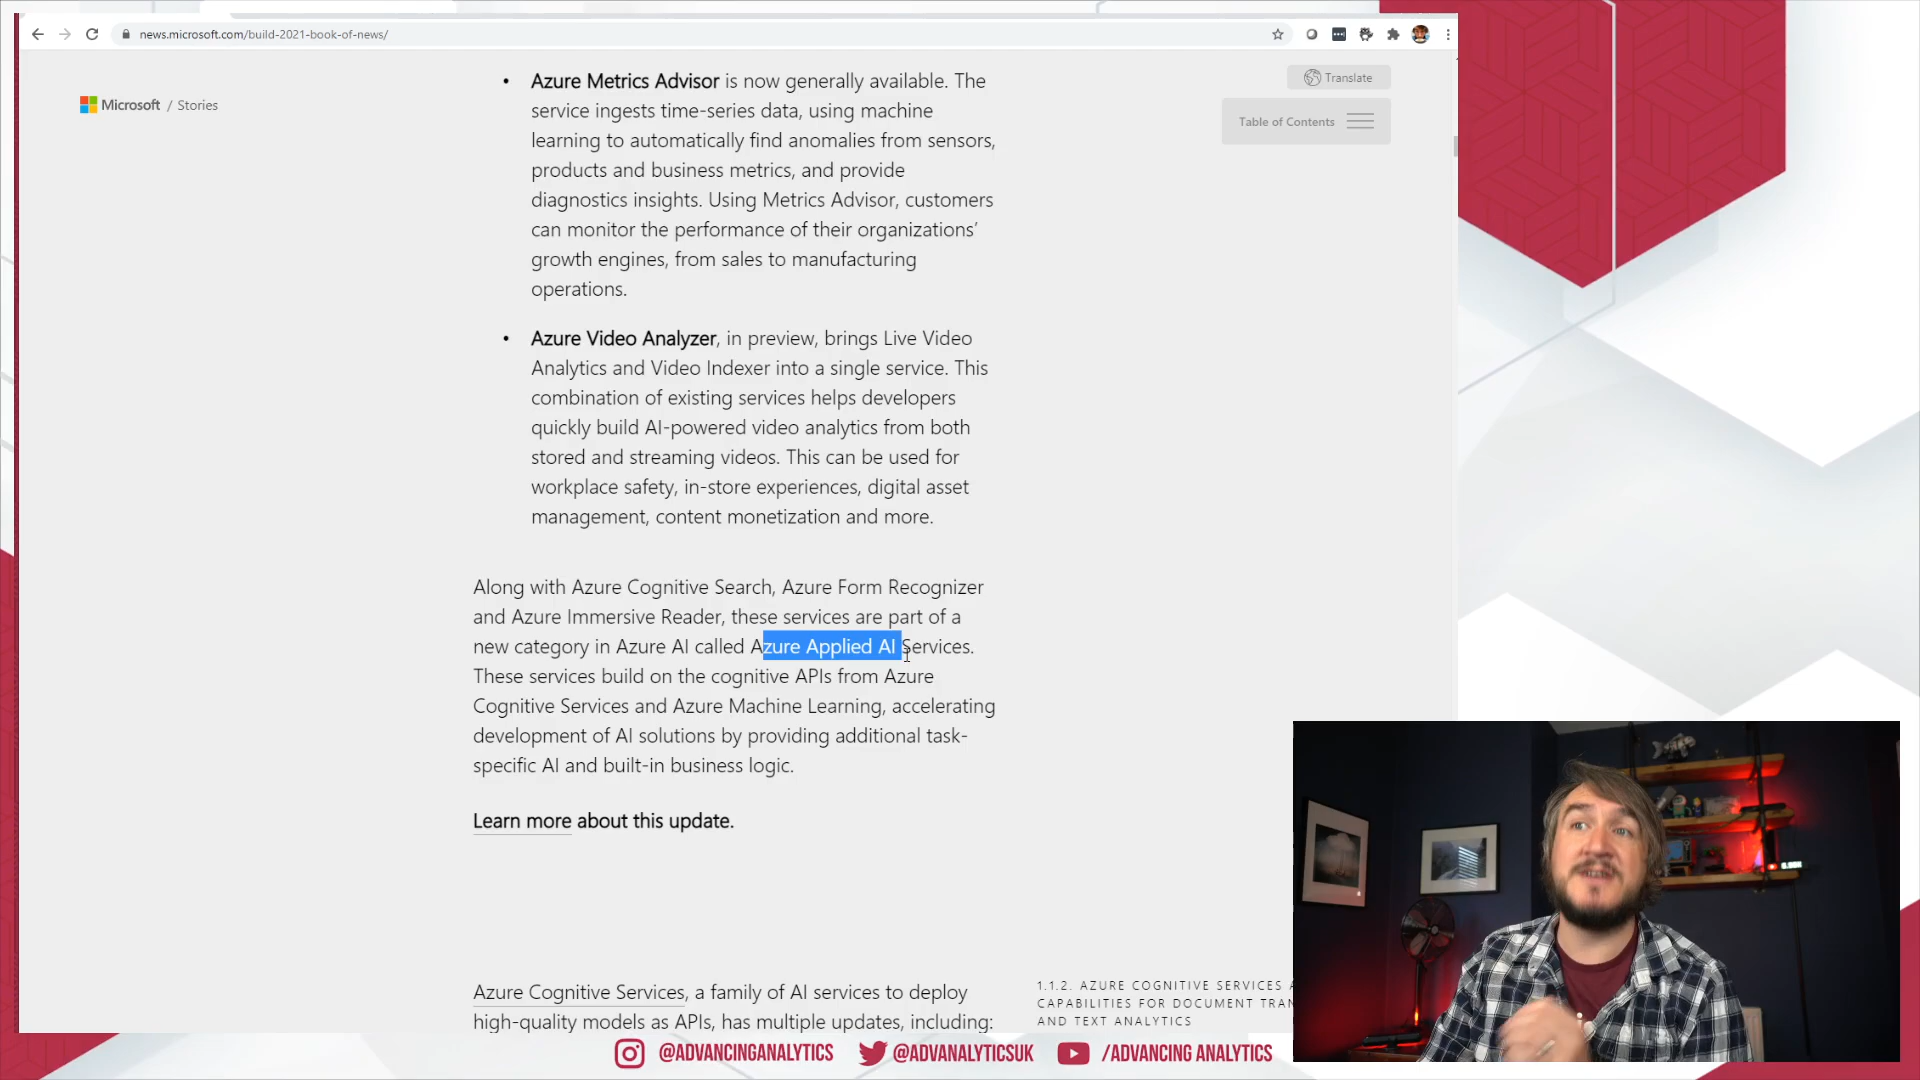 news.microsoft.com/build-2021-book-of-news/
Microsoft / Stories
Translate
Table of Contents
• Azure Metrics Advisor is now generally available. The
service ingests time-series data, using machine
learning to automatically find anomalies from sensors,
products and business metrics, and provide
diagnostics insights. Using Metrics Advisor, customers
can monitor the performance of their organizations’
growth engines, from sales to manufacturing
operations.
• Azure Video Analyzer, in preview, brings Live Video
Analytics and Video Indexer into a single service. This
combination of existing services helps developers
quickly build AI-powered video analytics from both
stored and streaming videos. This can be used for
workplace safety, in-store experiences, digital asset
management, content monetization and more.
Along with Azure Cognitive Search, Azure Form Recognizer
and Azure Immersive Reader, these services are part of a
new category in Azure AI called Azure Applied AI Services.
These services build on the cognitive APIs from Azure
Cognitive Services and Azure Machine Learning, accelerating
development of AI solutions by providing additional task-
specific AI and built-in business logic.
Learn more about this update.
Azure Cognitive Services, a family of AI services to deploy
high-quality models as APIs, has multiple updates, including:
1.1.2. AZURE COGNITIVE SERVICES
CAPABILITIES FOR DOCUMENT
AND TEXT ANALYTICS
@ADVANCINGANALYTICS
@ADVANALYTICSUK
/ADVANCING ANALYTICS